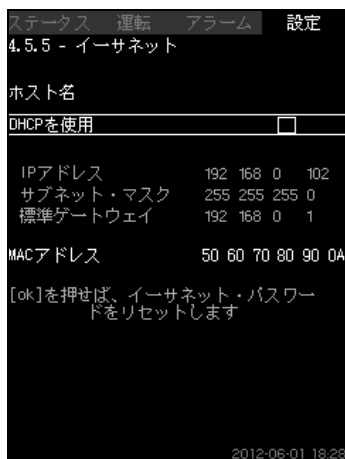 ステータス 運転 アラーム 設定
4.5.5 - イーサネット
ホスト名
DHCPを使用
IPアドレス 192 168 0 102
サブネット・マスク 255 255 255 0
標準ゲートウェイ 192 168 0 1
MACアドレス 50 60 70 80 90 0A
[ok]を押せば、イーサネット・パスワー
ドをリセットします
2012-06-01 18:28